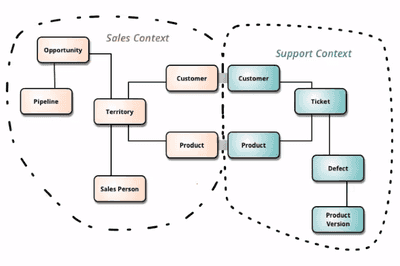 Sales Context
Opportunity
Support Context
Customer
Customer
Pipeline
Ticket
Territory
Product
Product
Defect
Sales Person
Product
Version